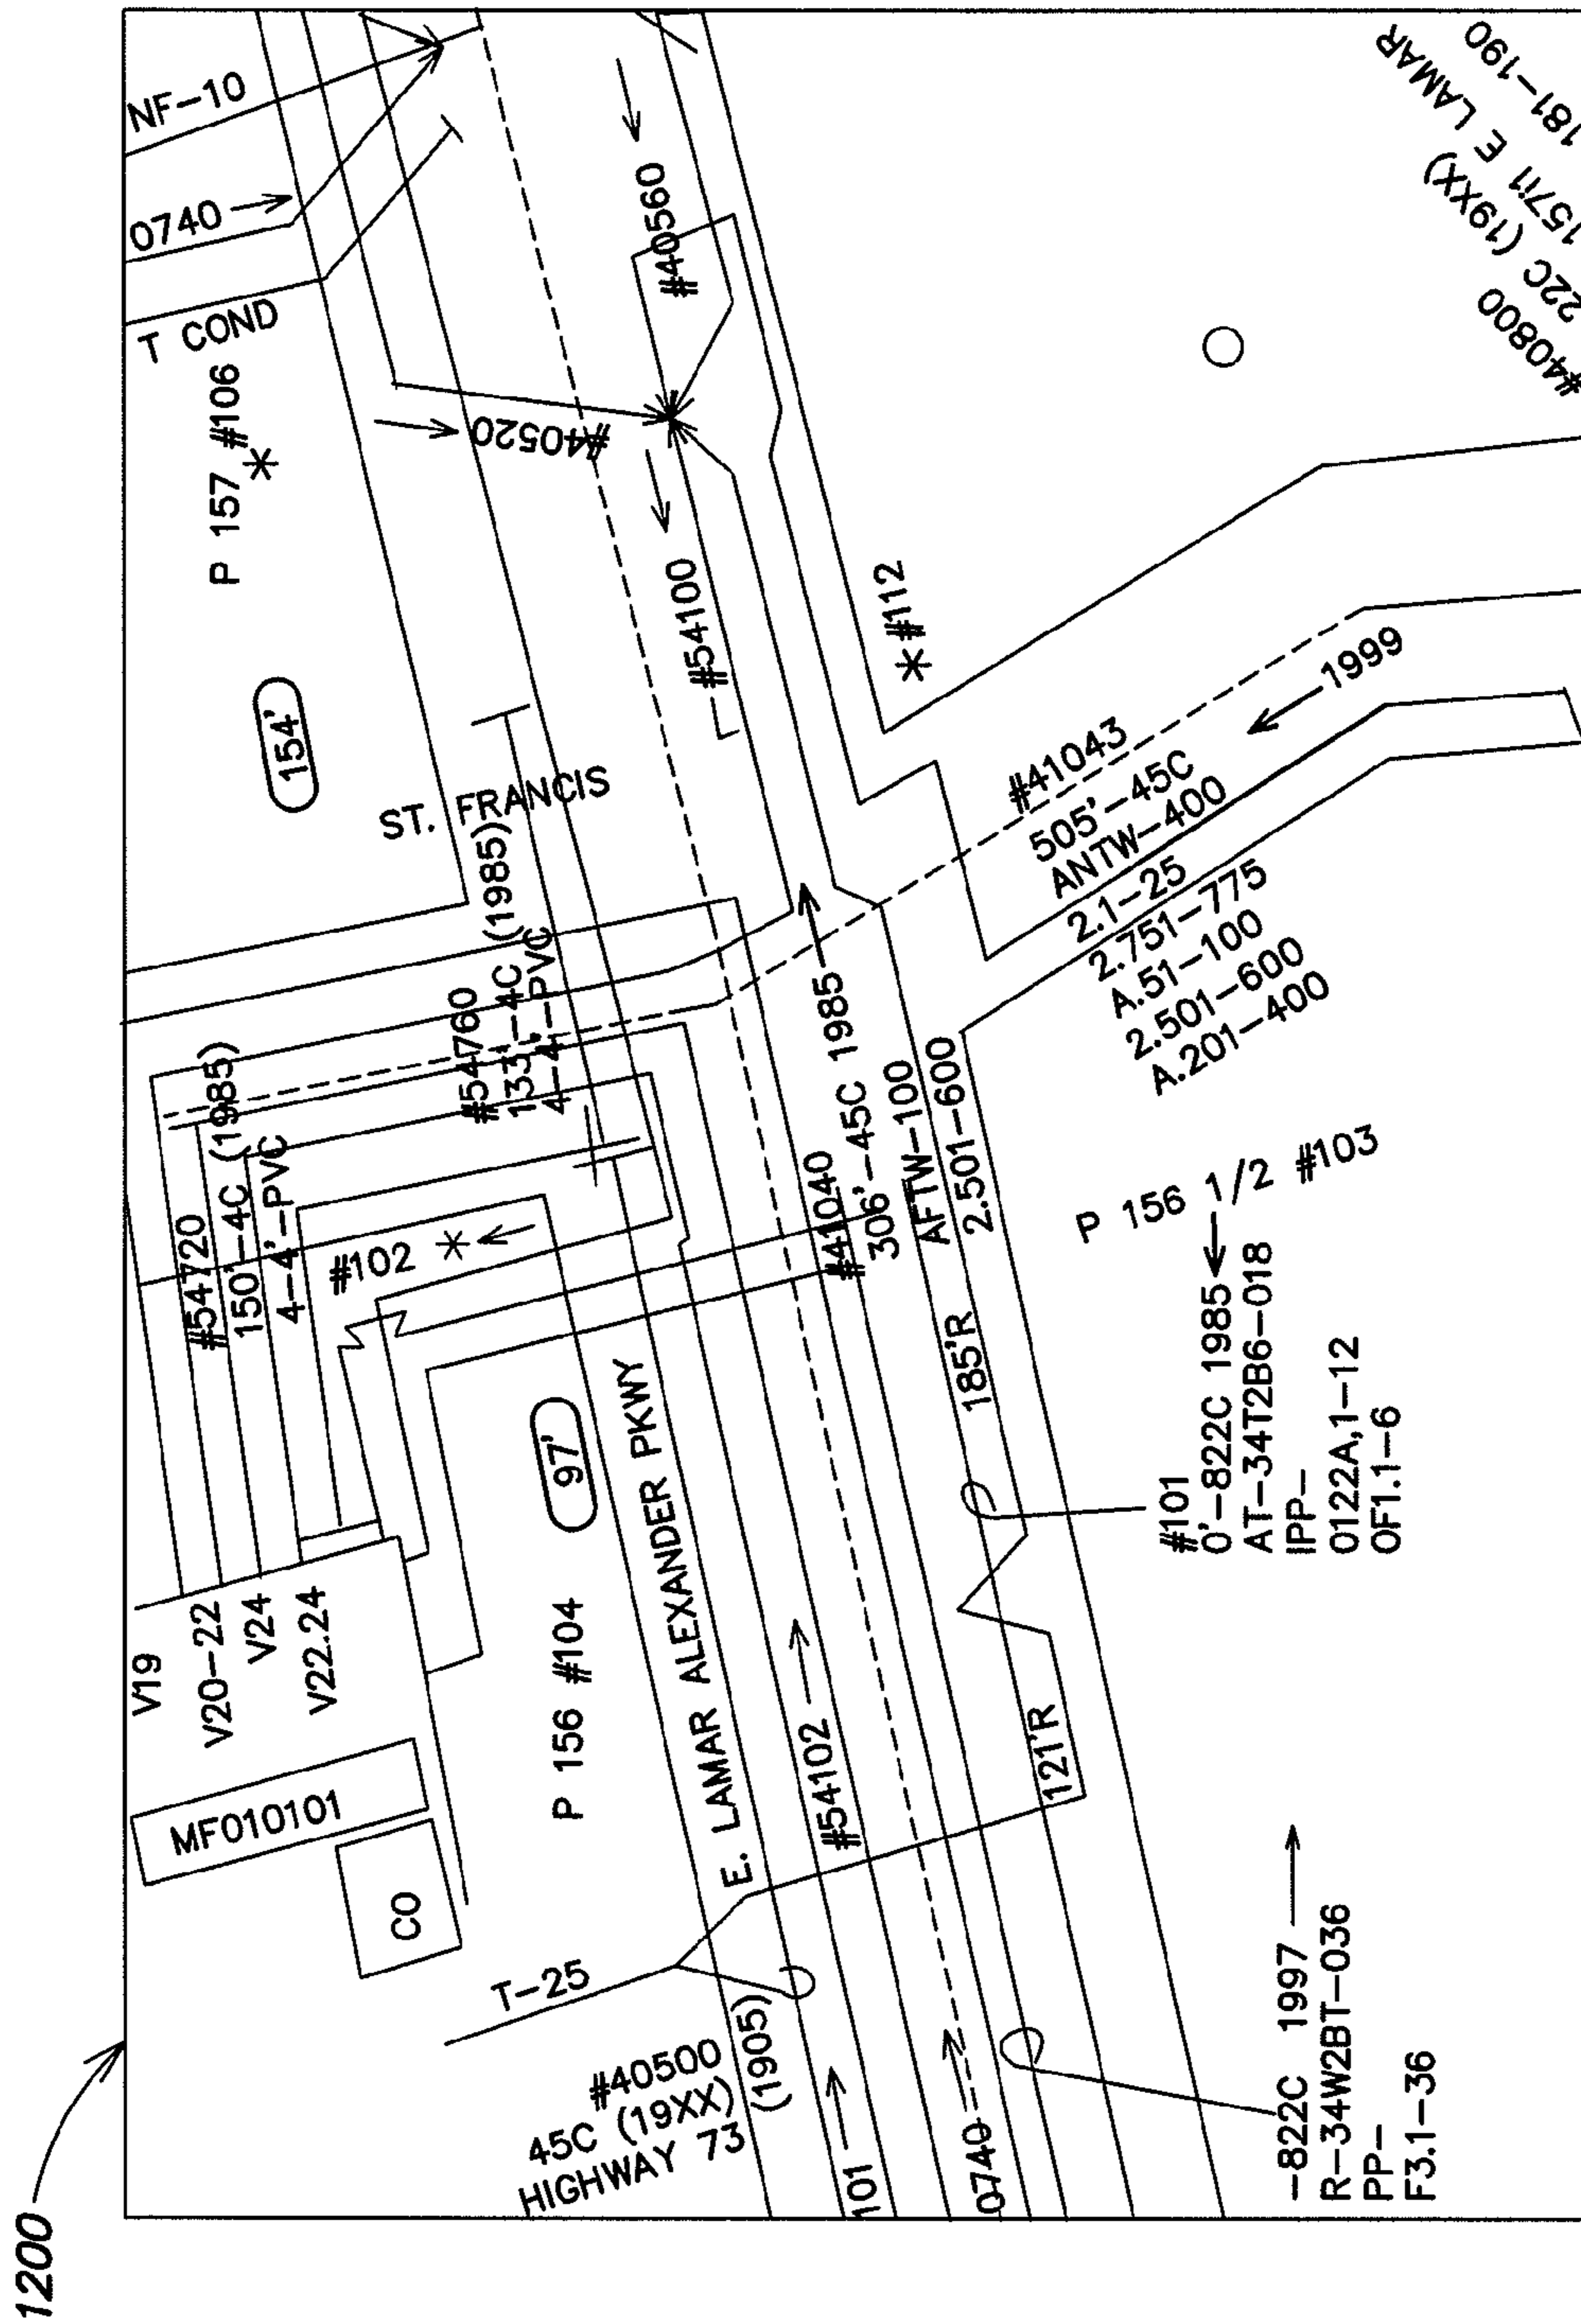 1200
NF-10
0740
T COND
P 157 #106
154'
ST. FRANCIS
#40520
#40560
#54100
#112
#40800
22C (19XX)
157'11 E LAMAR
181-190
V19
V20-22
V24
V22.24
MF010101
CO
#54720
150'-4C (1985)
4-4'-PVC
#54760
133'-4C (1985)
4-4'-PVC
#102
97'
P 156 #104
E. LAMAR ALEXANDER PKWY
T-25
#40500
45C (19XX)
HIGHWAY 73 (1905)
101
0740
#54102
121'R
185'R
#41040
306'-45C 1985
AFTW-100
2.501-600
#41043
505'-45C
ANTW-400
2.1-25
2.751-775
A.51-100
2.501-600
A.201-400
1999
P 156 1/2 #103
#101
0'-822C 1985
AT-34T2B6-018
IPP-
0122A,1-12
OF1.1-6
-822C 1997
R-34W2BT-036
PP-
F3.1-36